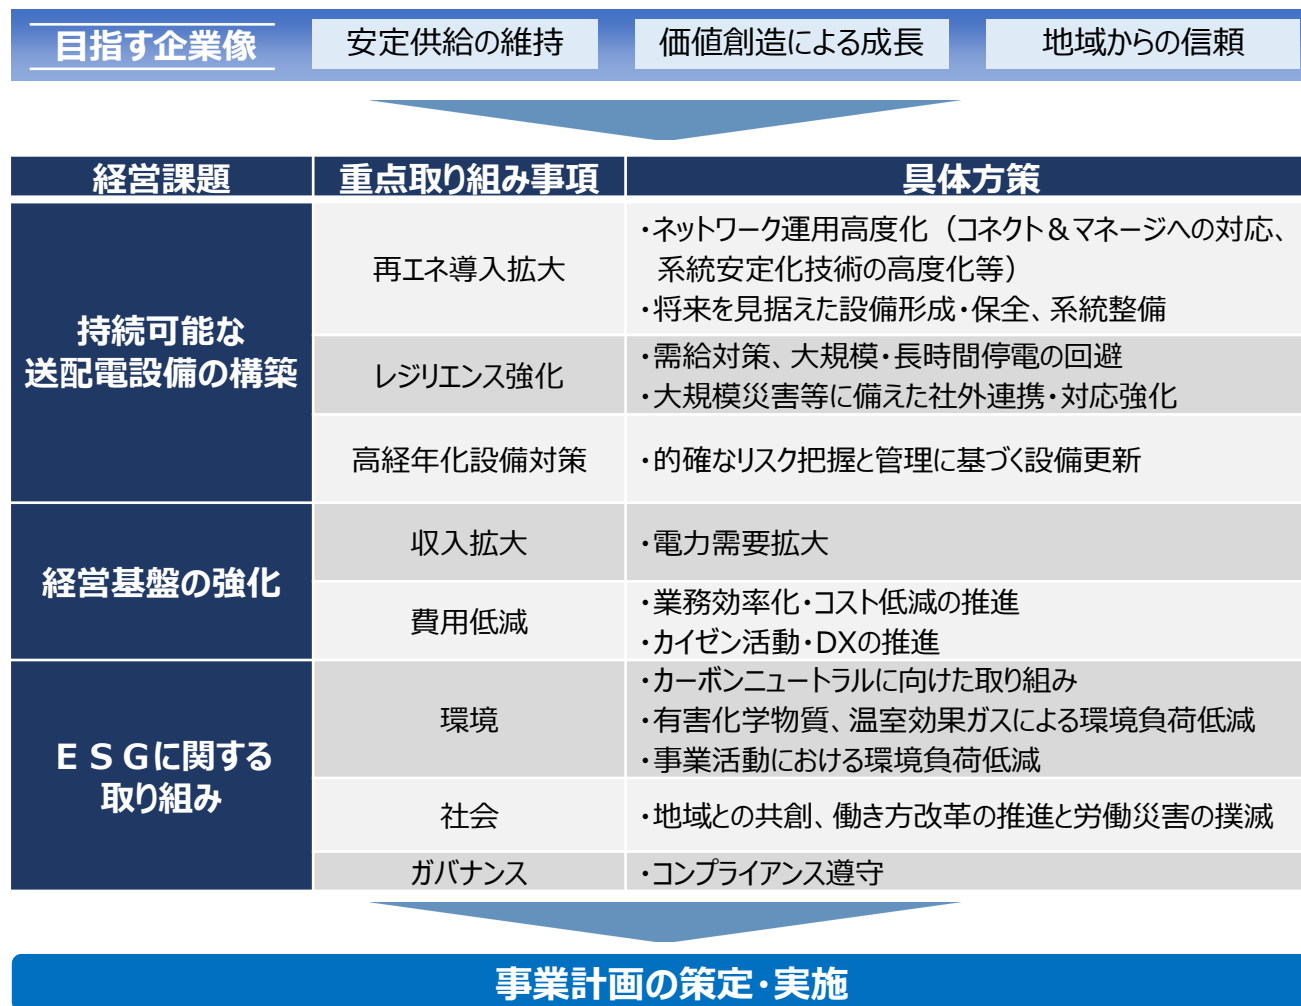 目指す企業像 安定供給の維持 価値創造による成長 地域からの信頼
経営課題 重点取り組み事項 具体方策
持続可能な
送配電設備の構築
再エネ導入拡大
・ネットワーク運用高度化（コネクト＆マネージへの対応、
系統安定化技術の高度化等）
・将来を見据えた設備形成・保全、系統整備
レジリエンス強化
・需給対策、大規模・長時間停電の回避
・大規模災害等に備えた社外連携・対応強化
高経年化設備対策
・的確なリスク把握と管理に基づく設備更新
経営基盤の強化
収入拡大
・電力需要拡大
費用低減
・業務効率化・コスト低減の推進
・カイゼン活動・DXの推進
ＥＳＧに関する
取り組み
環境
・カーボンニュートラルに向けた取り組み
・有害化学物質、温室効果ガスによる環境負荷低減
・事業活動における環境負荷低減
社会
・地域との共創、働き方改革の推進と労働災害の撲滅
ガバナンス
・コンプライアンス遵守
事業計画の策定・実施